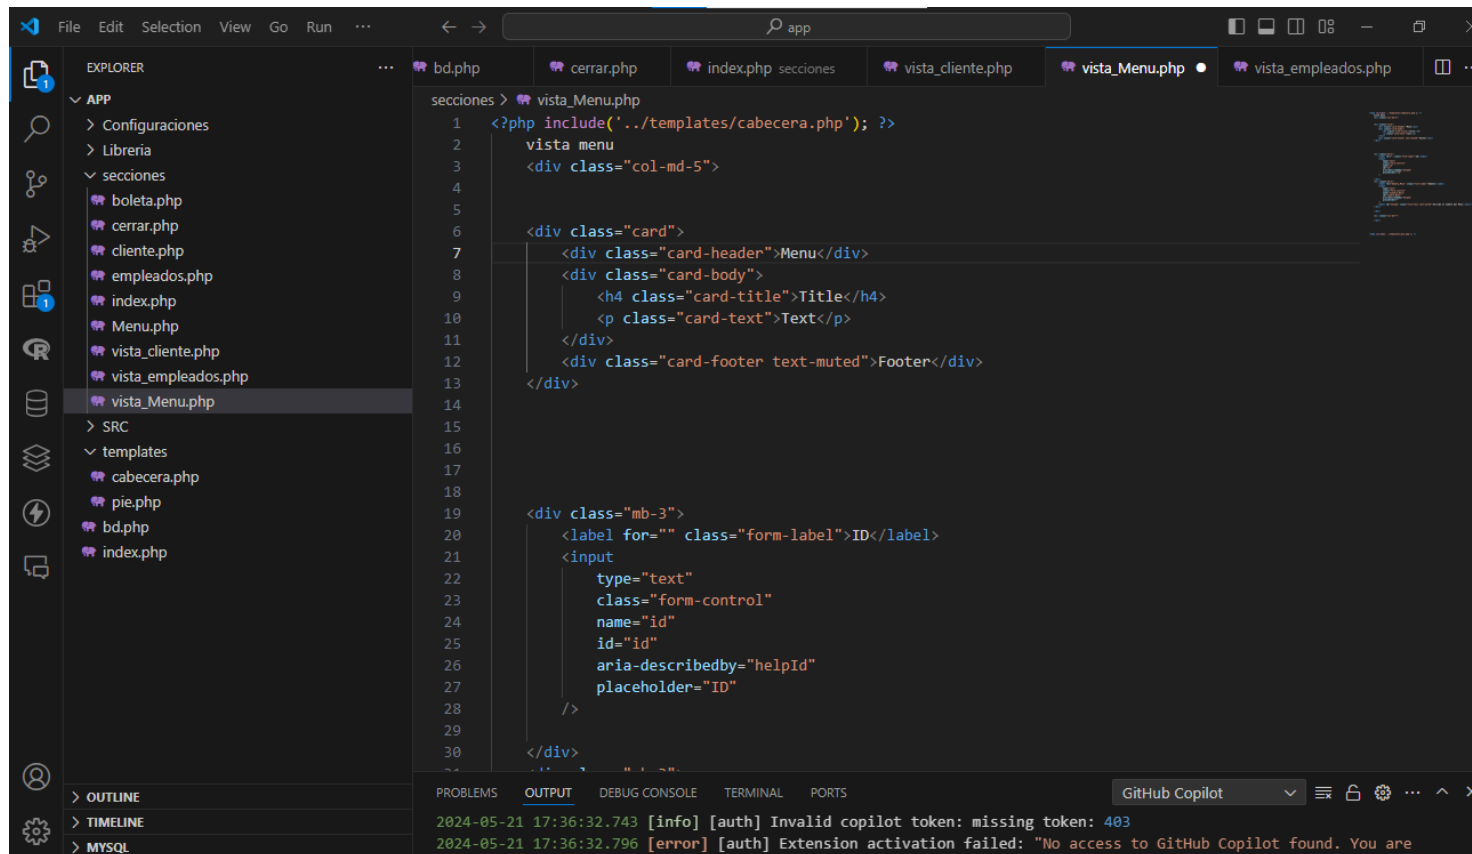 File Edit Selection View Go Run ···
app
EXPLORER ···
APP
Configuraciones
Libreria
secciones
boleta.php
cerrar.php
cliente.php
empleados.php
index.php
Menu.php
vista_cliente.php
vista_empleados.php
vista_Menu.php
SRC
templates
cabecera.php
pie.php
bd.php
index.php
OUTLINE
TIMELINE
MYSQL
1
1
bd.php cerrar.php index.php secciones vista_cliente.php vista_Menu.php vista_empleados.php
secciones > vista_Menu.php
1 <?php include('../templates/cabecera.php'); ?>
2 vista menu
3 <div class="col-md-5">
4
5
6 <div class="card">
7 <div class="card-header">Menu</div>
8 <div class="card-body">
9 <h4 class="card-title">Title</h4>
10 <p class="card-text">Text</p>
11 </div>
12 <div class="card-footer text-muted">Footer</div>
13 </div>
14
15
16
17
18
19 <div class="mb-3">
20 <label for="" class="form-label">ID</label>
21 <input
22 type="text"
23 class="form-control"
24 name="id"
25 id="id"
26 aria-describedby="helpId"
27 placeholder="ID"
28 />
29
30 </div>
PROBLEMS OUTPUT DEBUG CONSOLE TERMINAL PORTS GitHub Copilot
2024-05-21 17:36:32.743 [info] [auth] Invalid copilot token: missing token: 403
2024-05-21 17:36:32.796 [error] [auth] Extension activation failed: "No access to GitHub Copilot found. You are